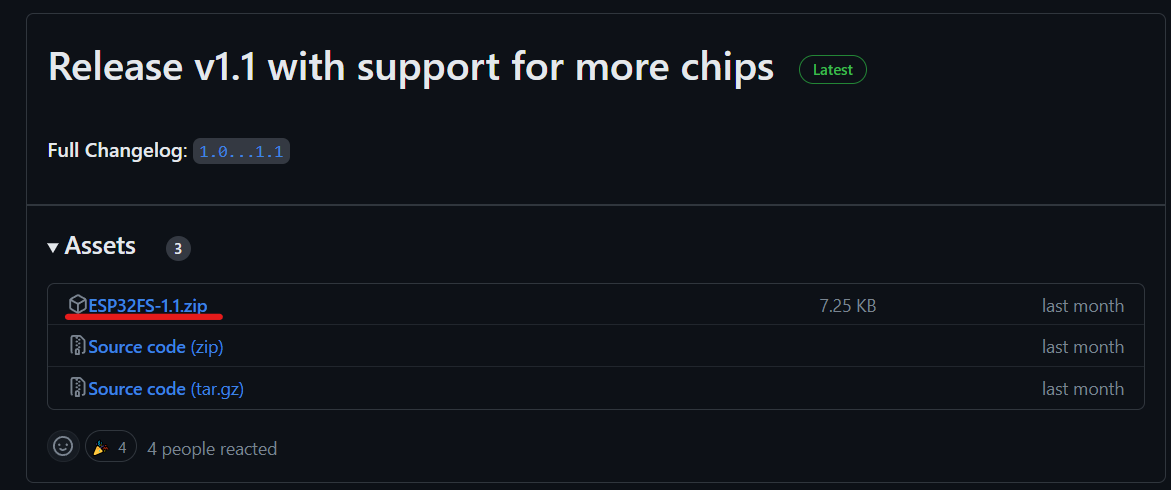 Release v1.1 with support for more chips Latest
Full Changelog: 1.0...1.1
Assets 3
ESP32FS-1.1.zip 7.25 KB last month
Source code (zip) last month
Source code (tar.gz) last month
4 4 people reacted